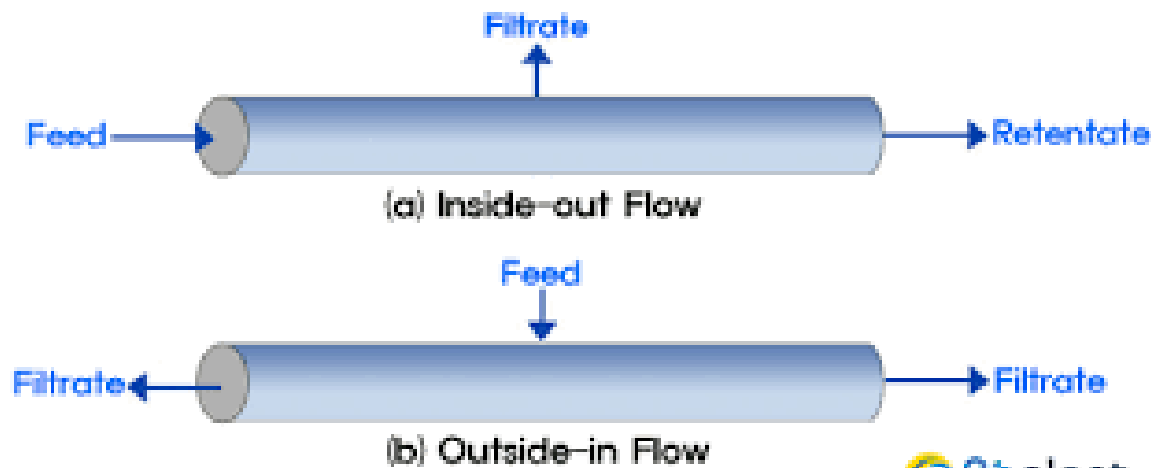 Filtrate
Feed
Retentate
(a) Inside-out Flow
Feed
Filtrate
Filtrate
(b) Outside-in Flow